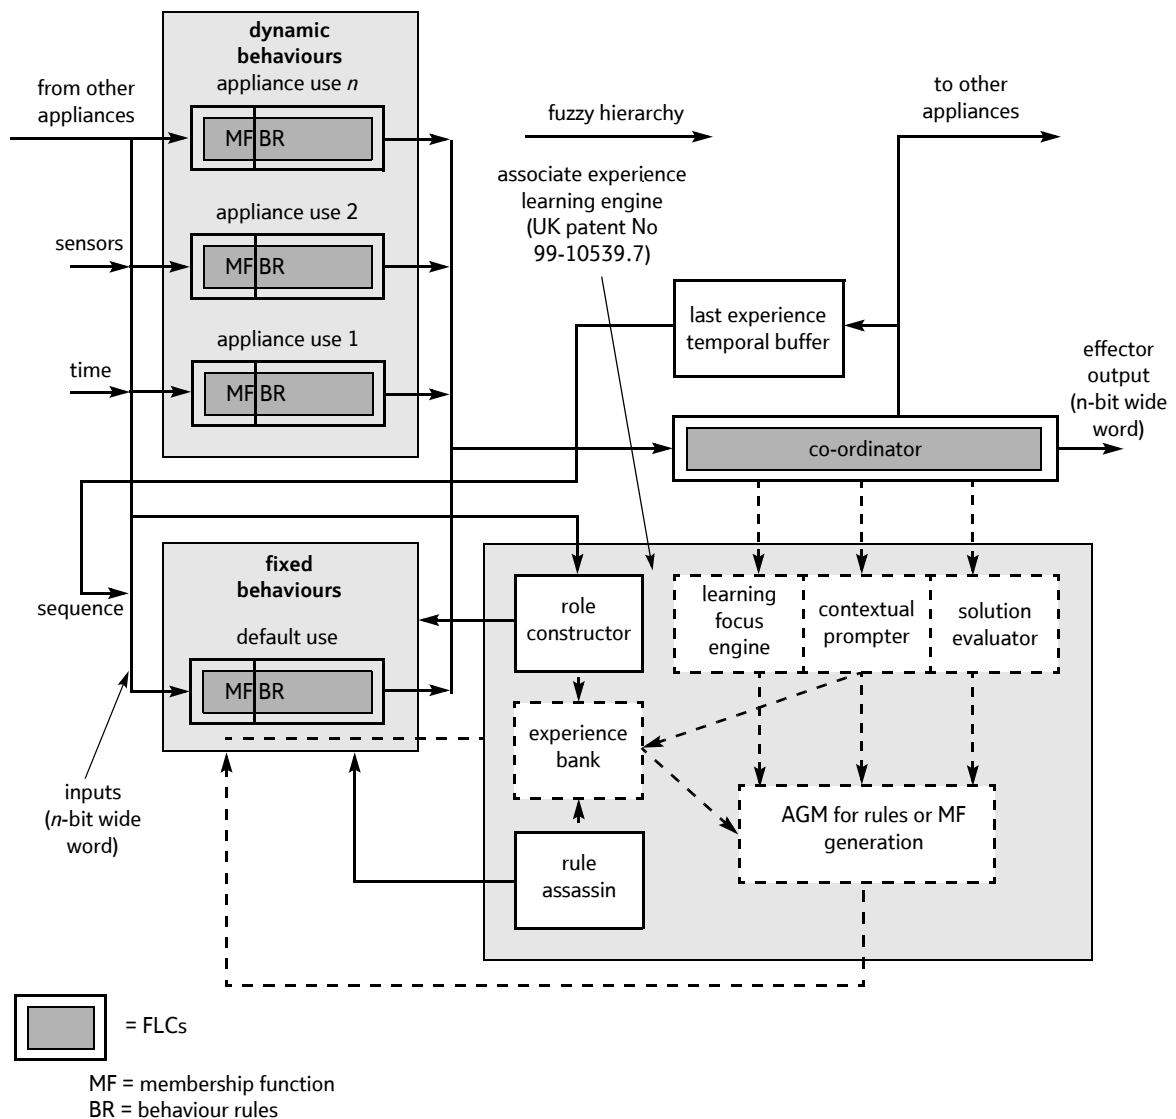 dynamic
behaviours
appliance use n
from other
appliances
MF BR
fuzzy hierarchy
to other
appliances
associate experience
learning engine
(UK patent No
99-10539.7)
appliance use 2
sensors
MF BR
last experience
temporal buffer
appliance use 1
time
MF BR
effector
output
(n-bit wide
word)
co-ordinator
fixed
behaviours
sequence
default use
MF BR
role
constructor
learning
focus
engine
contextual
prompter
solution
evaluator
experience
bank
inputs
(n-bit wide
word)
AGM for rules or MF
generation
rule
assassin
= FLCs
MF = membership function
BR = behaviour rules